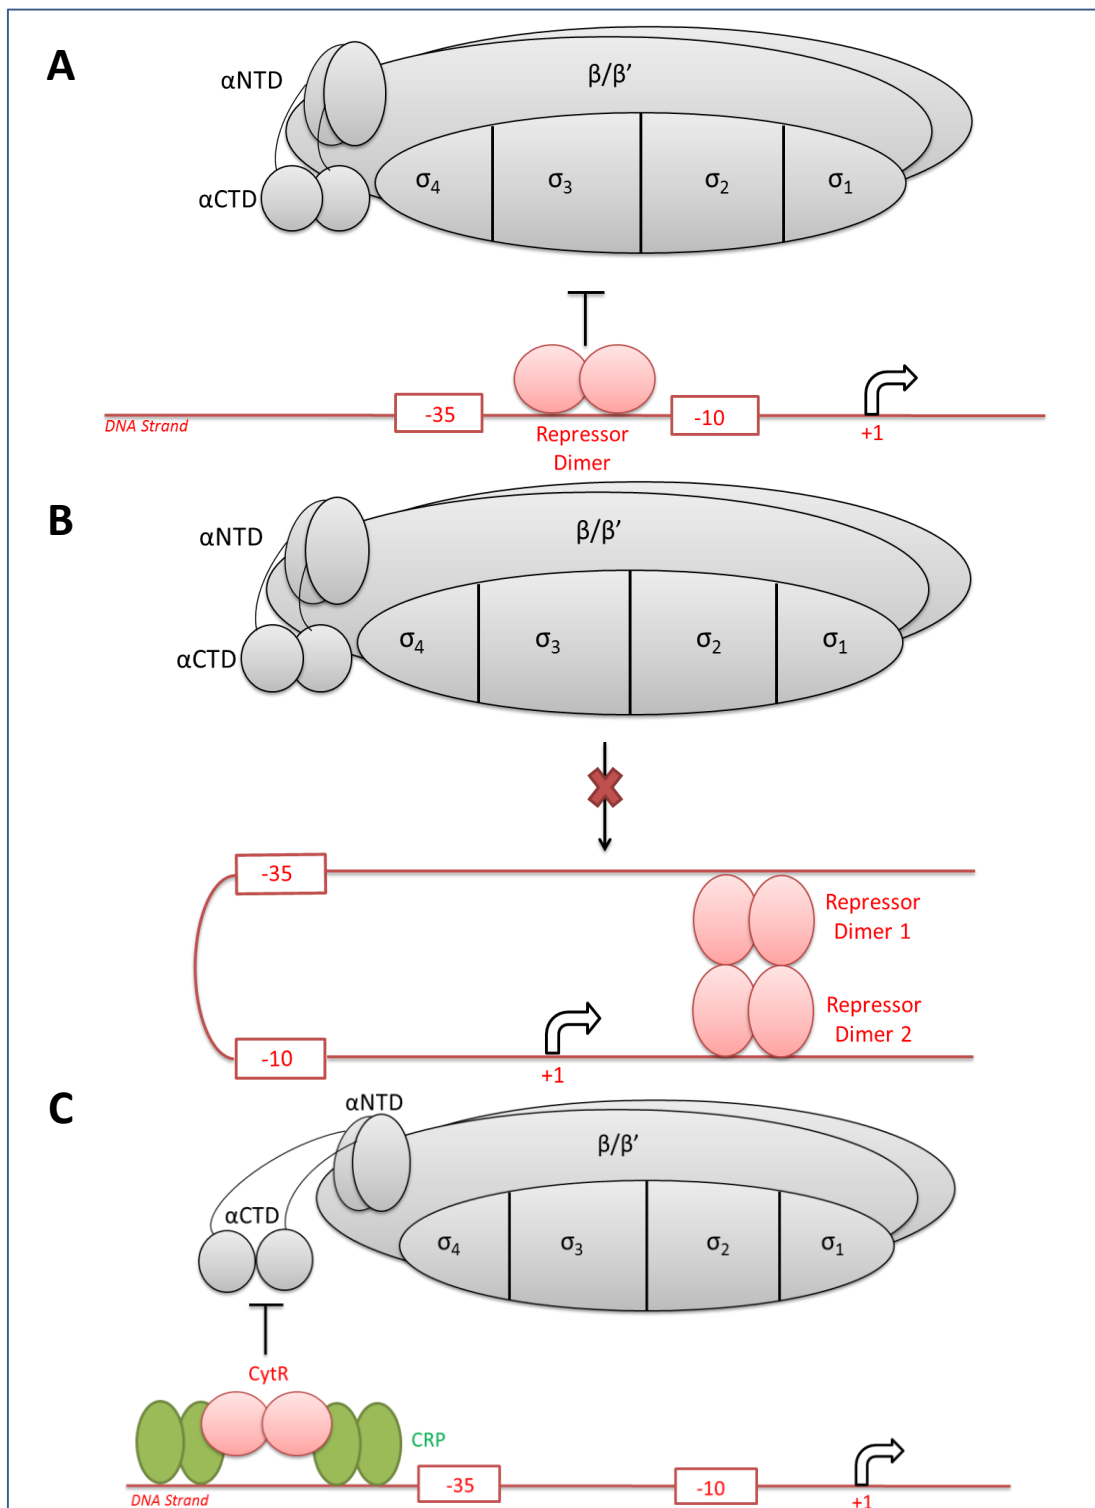 A
αNTD
β/β’
αCTD
σ4
σ3
σ2
σ1
-35
-10
DNA Strand
Repressor
Dimer
+1
B
αNTD
β/β’
αCTD
σ4
σ3
σ2
σ1
-35
Repressor
Dimer 1
Repressor
Dimer 2
-10
+1
C
αNTD
β/β’
αCTD
σ4
σ3
σ2
σ1
CytR
CRP
-35
-10
DNA Strand
+1